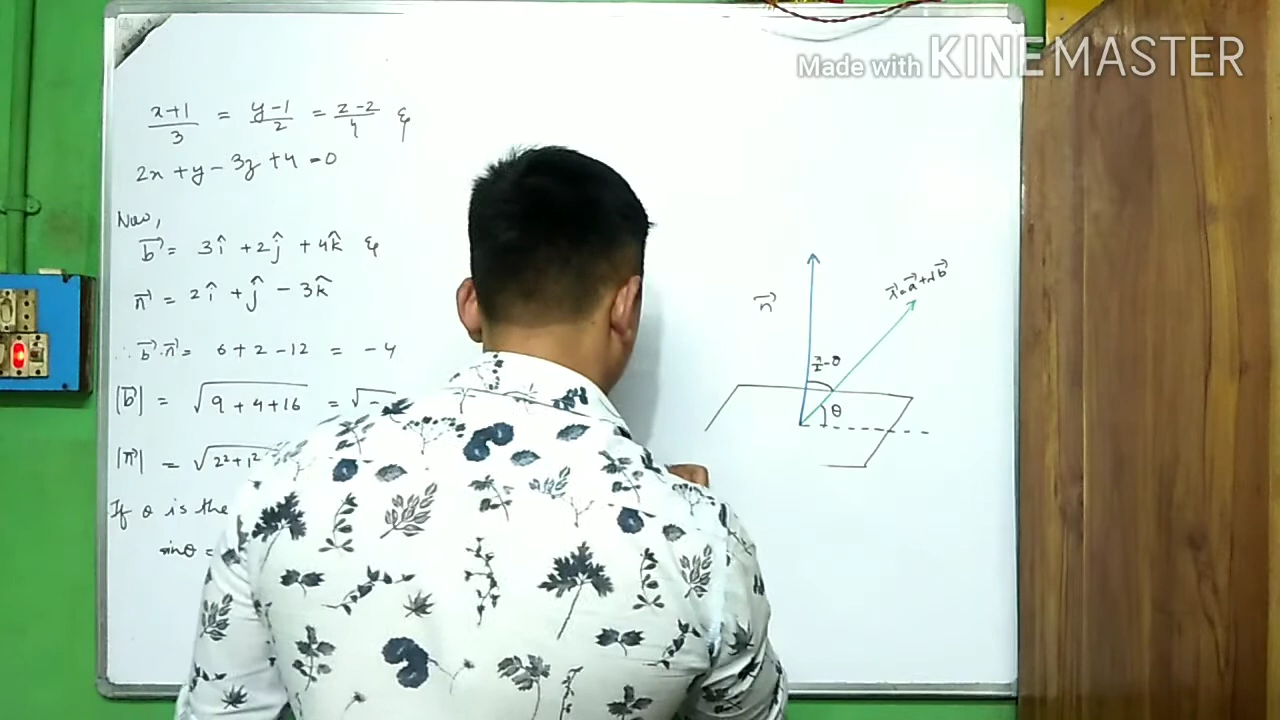 Made with KINEMASTER
x+1/3 = y-1/2 = z-2/4 &
2x + y - 3z + 4 = 0
Now,
b⃗ = 3î + 2ĵ + 4k̂ &
n⃗ = 2î + ĵ - 3k̂
∴ b⃗.n⃗ = 6 + 2 - 12 = -4
|b⃗| = √9 + 4 + 16 = √
|n⃗| = √2² + 1²
If θ is the
sinθ =
n⃗
r⃗ = a⃗ + λb⃗
π/2 - θ
θ